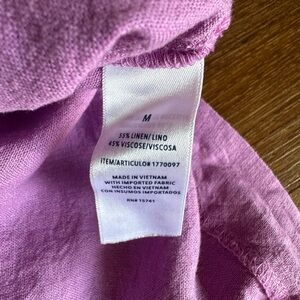 M
55% LINEN/LINO
45% VISCOSE/VISCOSA
ITEM/ARTICULO# 1770097
MADE IN VIETNAM
WITH IMPORTED FABRIC
HECHO EN VIETNAM
CON INSUMOS IMPORTADOS
RN# 15741